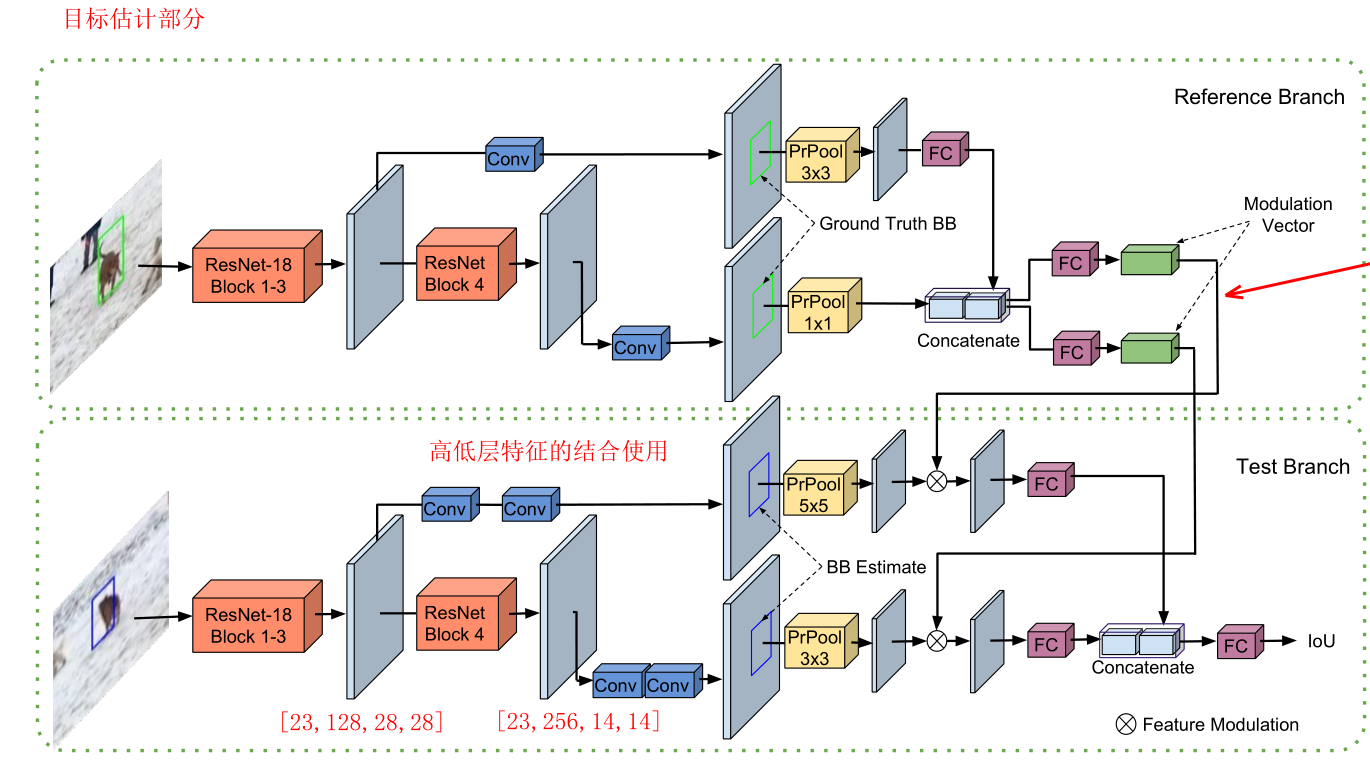 目标估计部分
Reference Branch
Conv
PrPool
3x3
FC
ResNet-18
Block 1-3
ResNet
Block 4
Ground Truth BB
Modulation
Vector
FC
Conv
PrPool
1x1
Concatenate
FC
高低层特征的结合使用
Test Branch
Conv
Conv
PrPool
5x5
FC
BB Estimate
ResNet-18
Block 1-3
ResNet
Block 4
PrPool
3x3
FC
Concatenate
FC
IoU
Conv
Conv
[23,128,28,28]
[23,256,14,14]
Feature Modulation